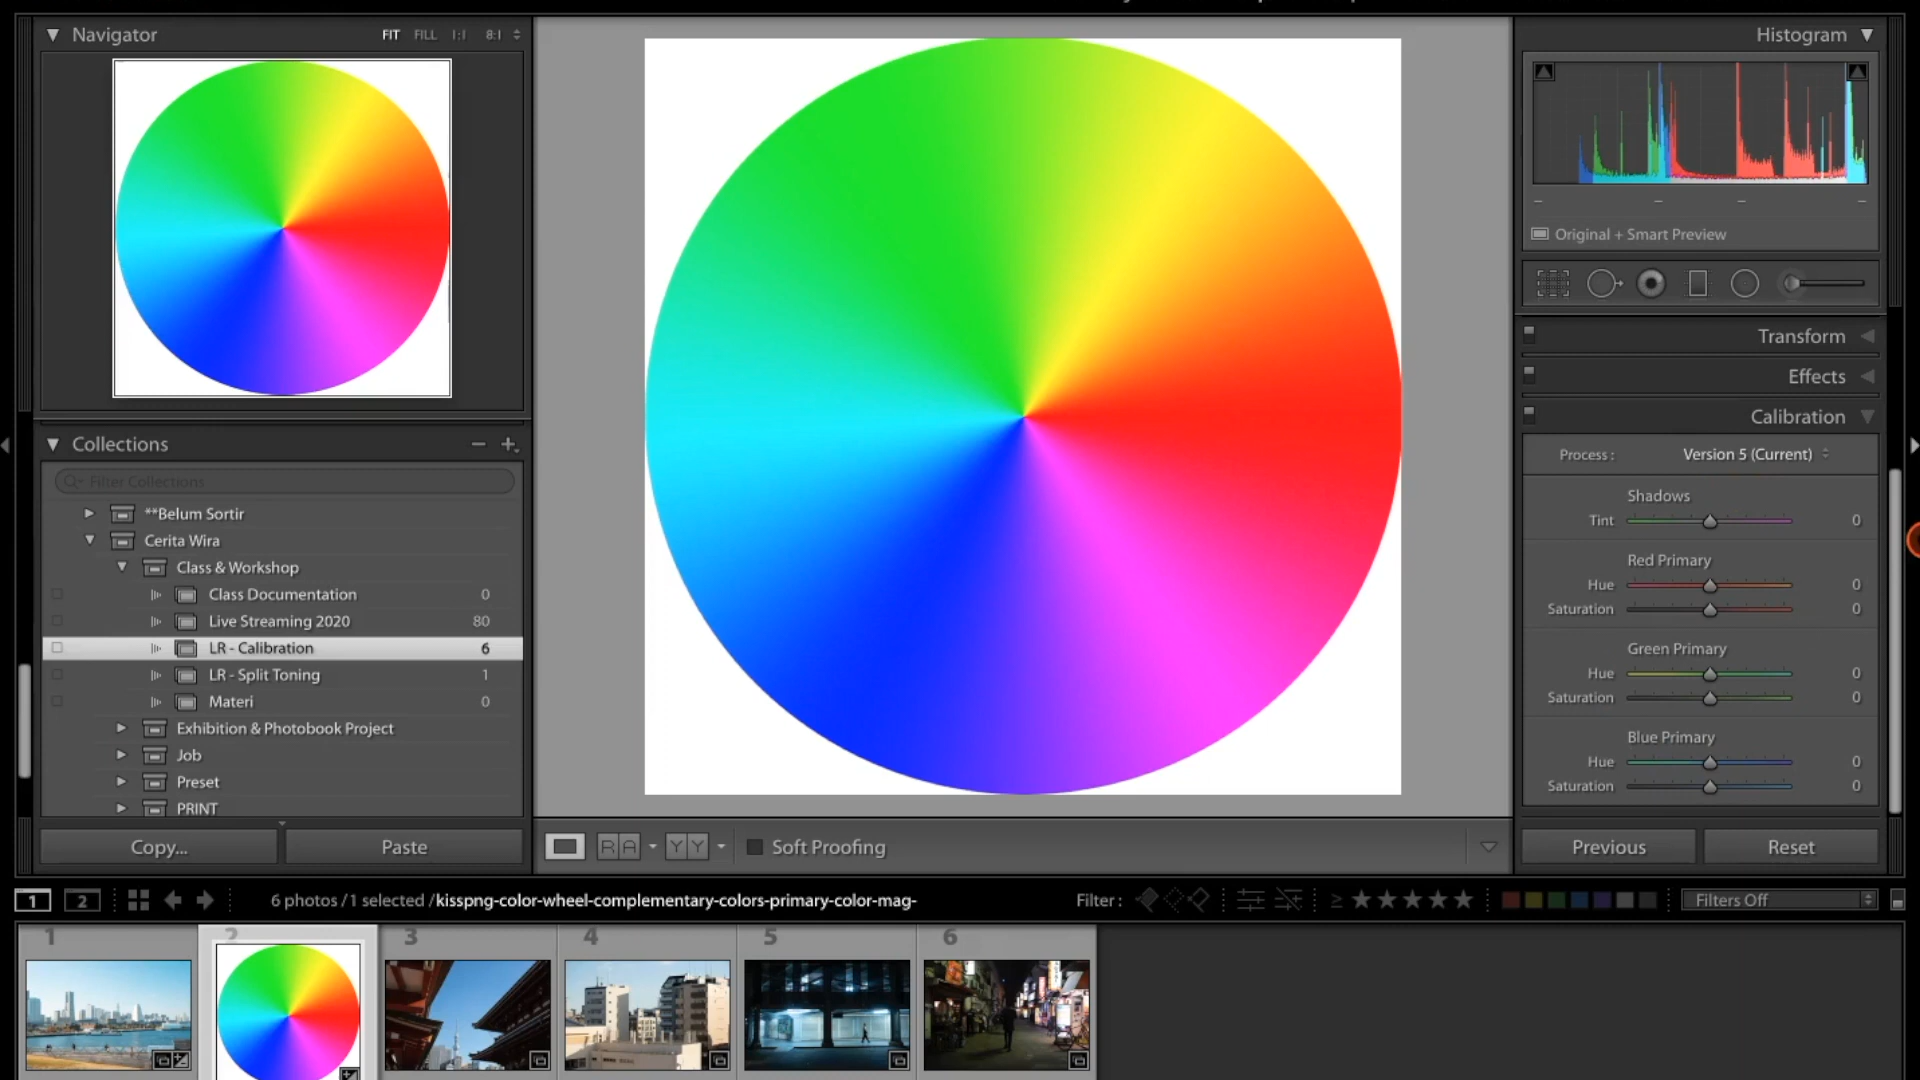 Navigator FIT FILL 1:1 8:1
Collections
Filter Collections
**Belum Sortir
Cerita Wira
Class & Workshop
Class Documentation 0
Live Streaming 2020 80
LR - Calibration 6
LR - Split Toning 1
Materi 0
Exhibition & Photobook Project
Job
Preset
PRINT
Copy... Paste
R A Y Y Soft Proofing
Histogram
Original + Smart Preview
Transform
Effects
Calibration
Process : Version 5 (Current)
Shadows
Tint 0
Red Primary
Hue 0
Saturation 0
Green Primary
Hue 0
Saturation 0
Blue Primary
Hue 0
Saturation 0
Previous Reset
1 2 6 photos / 1 selected / kisspng-color-wheel-complementary-colors-primary-color-mag- Filter : ≥ ★★★★★ Filters Off
1 2 3 4 5 6